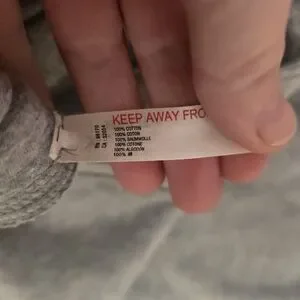 KEEP AWAY FRO
100% COTTON
100% COTON
100% BAUMWOLLE
100% COTONE
100% ALGODON
100%